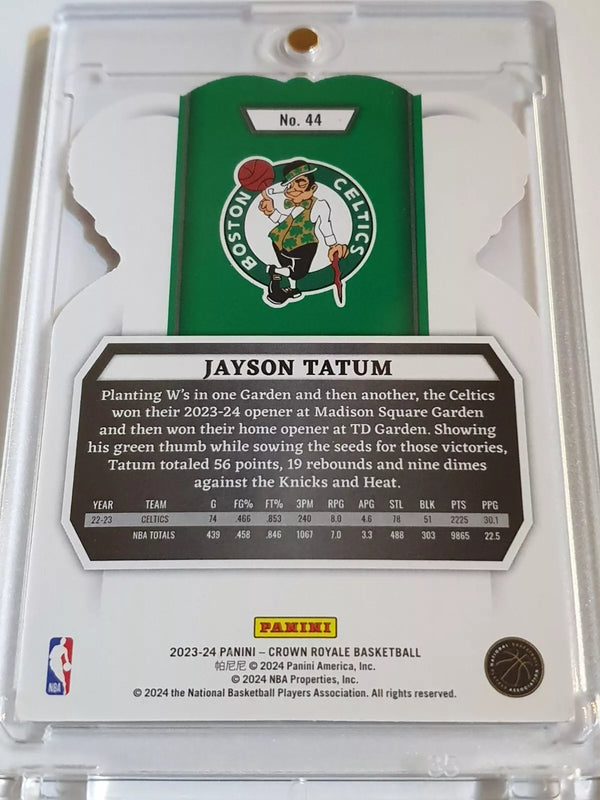 No. 44
BOSTON CELTICS
JAYSON TATUM
Planting W's in one Garden and then another, the Celtics
won their 2023-24 opener at Madison Square Garden
and then won their home opener at TD Garden. Showing
his green thumb while sowing the seeds for those victories,
Tatum totaled 56 points, 19 rebounds and nine dimes
against the Knicks and Heat.
YEAR TEAM G FG% FT% 3PM RPG APG STL BLK PTS PPG
22-23 CELTICS 74 .466 .853 240 8.8 4.6 78 51 2225 30.1
NBA TOTALS 439 .458 .846 1067 7.0 3.3 488 303 9865 22.5
PANINI
2023-24 PANINI – CROWN ROYALE BASKETBALL
帕尼尼 © 2024 Panini America, Inc.
© 2024 NBA Properties, Inc.
© 2024 the National Basketball Players Association. All rights reserved.
NBA
NATIONAL BASKETBALL PLAYERS ASSOCIATION